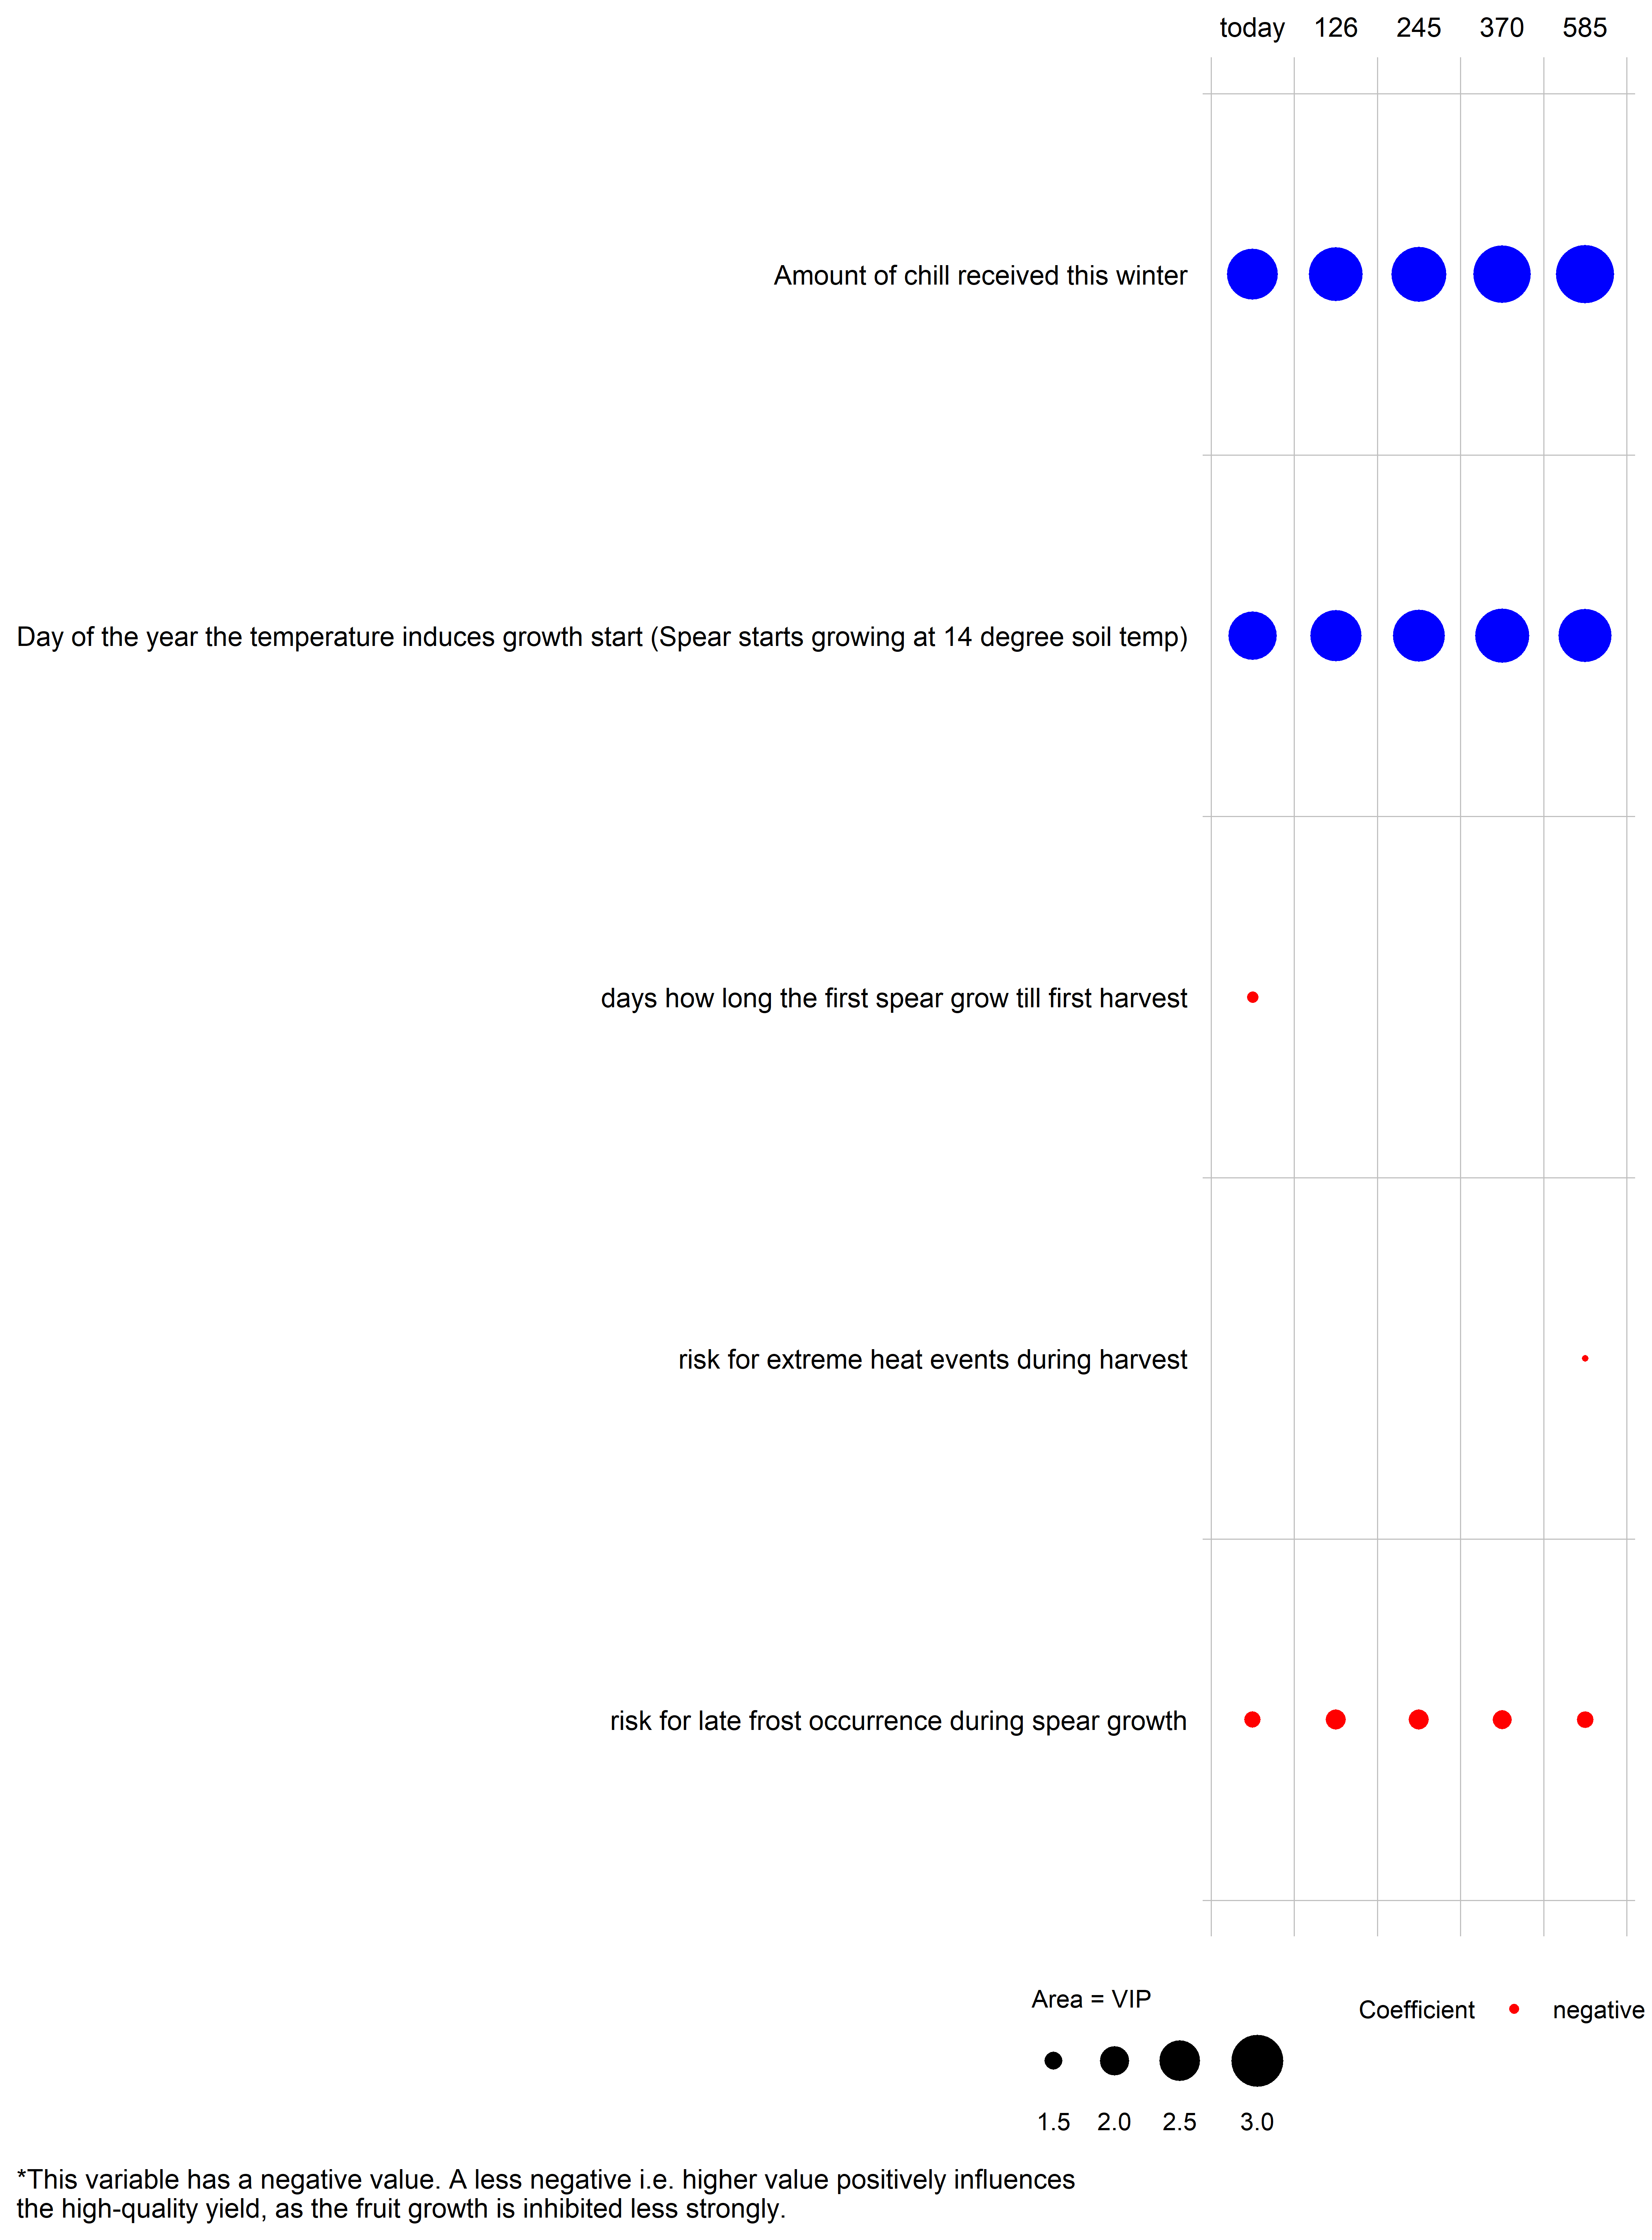 today 126 245 370 585
Amount of chill received this winter
Day of the year the temperature induces growth start (Spear starts growing at 14 degree soil temp)
days how long the first spear grow till first harvest
risk for extreme heat events during harvest
risk for late frost occurrence during spear growth
Area = VIP
Coefficient negative
1.5 2.0 2.5 3.0
*This variable has a negative value. A less negative i.e. higher value positively influences
the high-quality yield, as the fruit growth is inhibited less strongly.